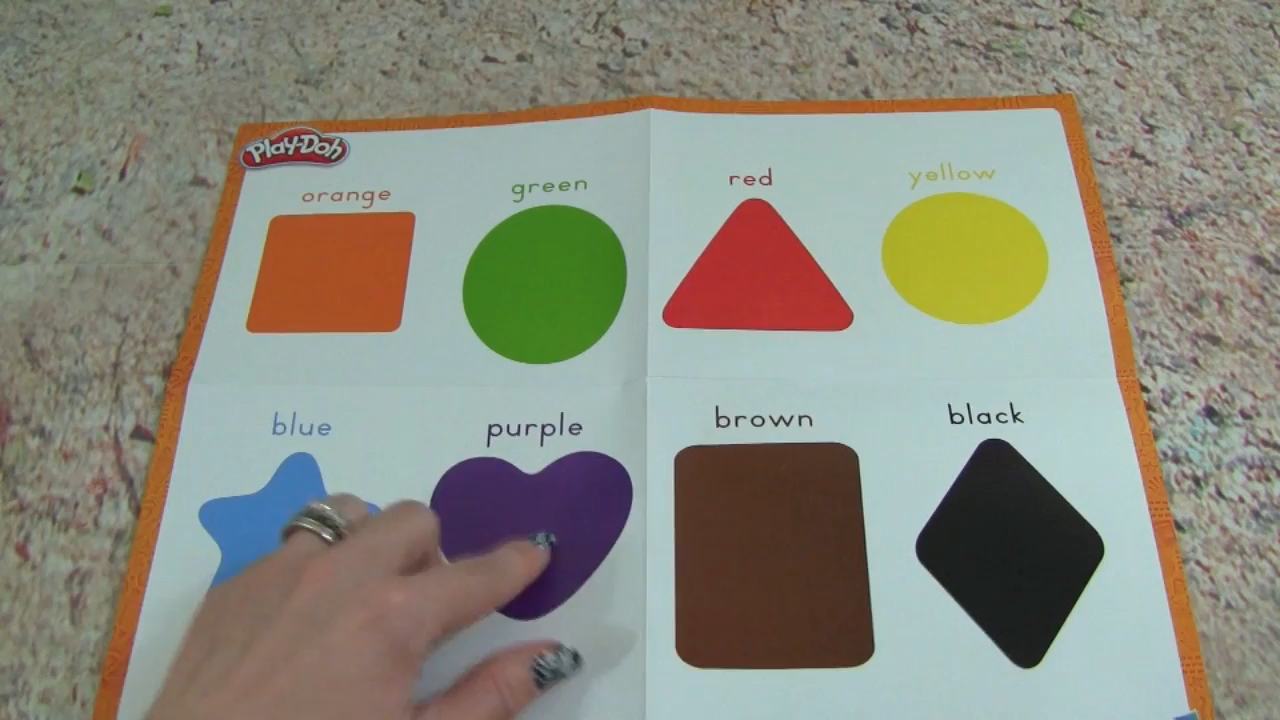 PLAY-DOH
orange
green
red
yellow
blue
purple
brown
black